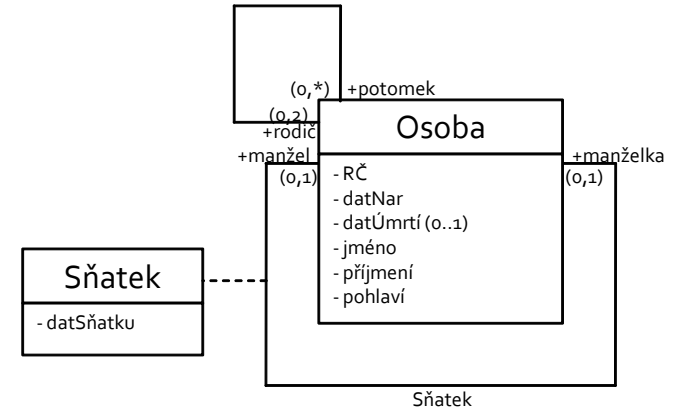 (0,*) +potomek
(0,2)
+rodič
Osoba
+manžel
+manželka
(0,1)
(0,1)
- RČ
- datNar
- datÚmrtí (0..1)
- jméno
- příjmení
- pohlaví
Sňatek
- datSňatku
Sňatek